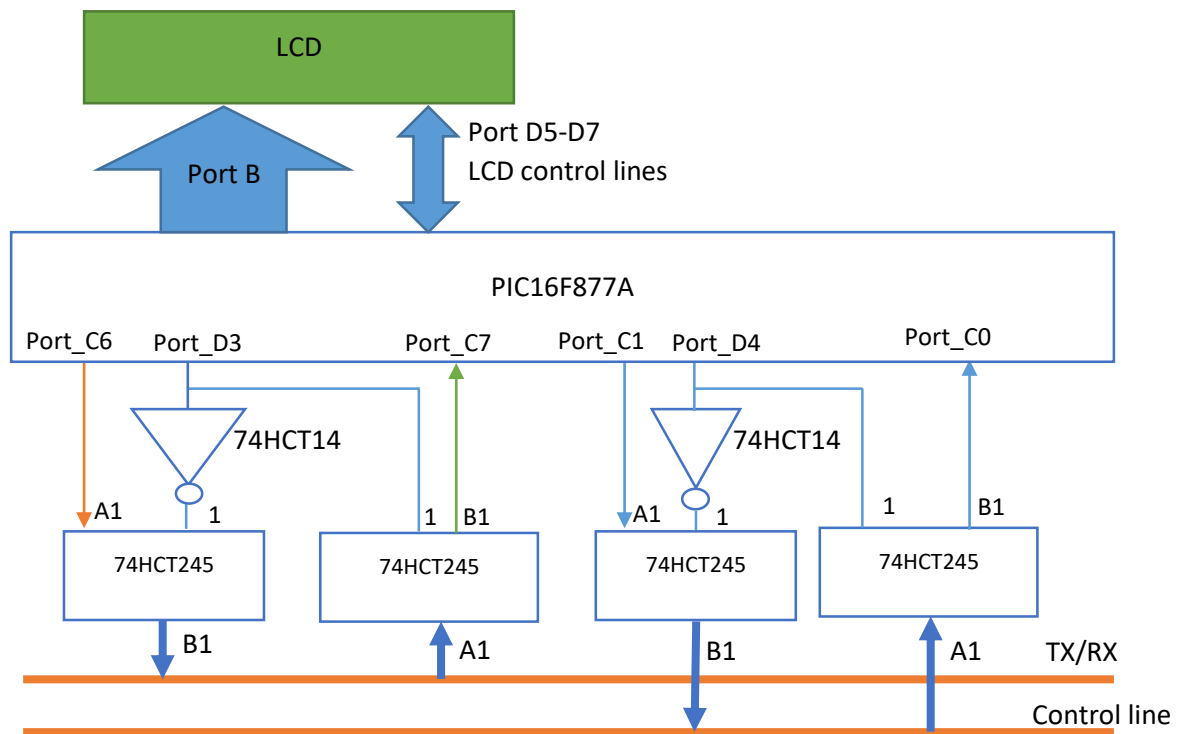 LCD
Port D5-D7
LCD control lines
Port B
PIC16F877A
Port_C6
Port_D3
Port_C7
Port_C1
Port_D4
Port_C0
74HCT14
74HCT14
A1
1
1
B1
A1
1
1
B1
74HCT245
74HCT245
74HCT245
74HCT245
B1
A1
B1
A1
TX/RX
Control line